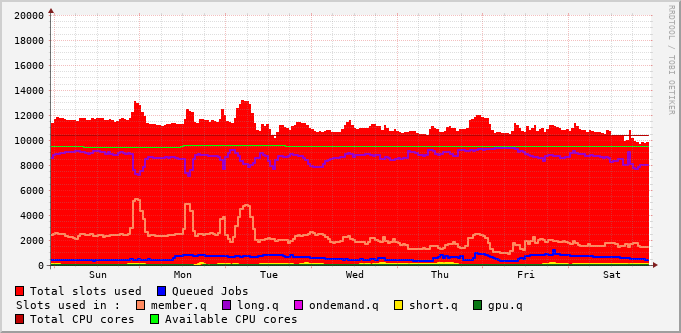 20000
18000
16000
14000
12000
10000
8000
6000
4000
2000
0
Sun Mon Tue Wed Thu Fri Sat
RRDTOOL / TOBI OETIKER
Total slots used Queued Jobs
Slots used in : member.q long.q ondemand.q short.q gpu.q
Total CPU cores Available CPU cores